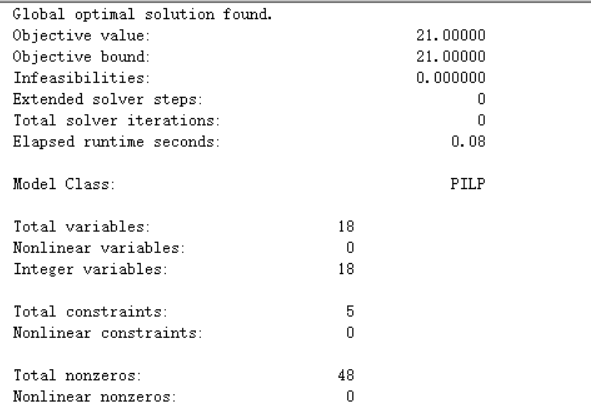 Global optimal solution found.
Objective value: 21.00000
Objective bound: 21.00000
Infeasibilities: 0.000000
Extended solver steps: 0
Total solver iterations: 0
Elapsed runtime seconds: 0.08
Model Class: PILP
Total variables: 18
Nonlinear variables: 0
Integer variables: 18
Total constraints: 5
Nonlinear constraints: 0
Total nonzeros: 48
Nonlinear nonzeros: 0